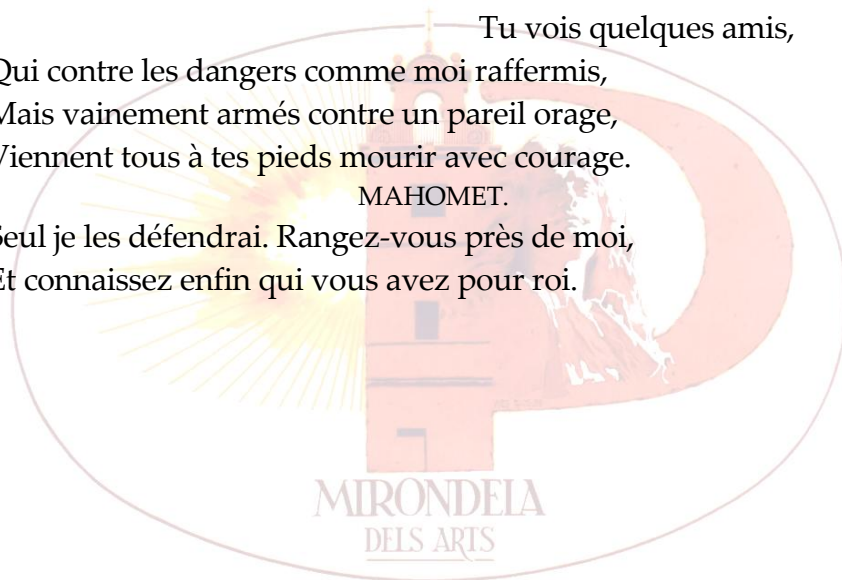 Tu vois quelques amis,
Qui contre les dangers comme moi raffermis,
Mais vainement armés contre un pareil orage,
Viennent tous à tes pieds mourir avec courage.
MAHOMET.
Seul je les défendrai. Rangez-vous près de moi,
Et connaissez enfin qui vous avez pour roi.
MIRONDELA
DELS ARTS